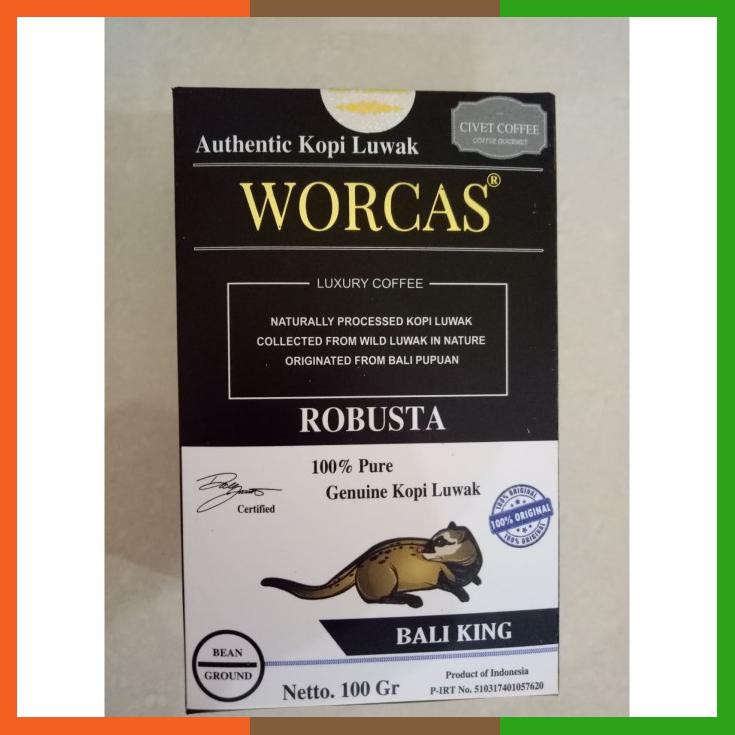 Authentic Kopi Luwak
CIVET COFFEE
COFFEE GOURMET
WORCAS®
LUXURY COFFEE
NATURALLY PROCESSED KOPI LUWAK
COLLECTED FROM WILD LUWAK IN NATURE
ORIGINATED FROM BALI PUPUAN
ROBUSTA
100% Pure
Genuine Kopi Luwak
Certified
100% ORIGINAL
100% ORIGINAL
100% ORIGINAL
BALI KING
BEAN
GROUND
Netto. 100 Gr
Product of Indonesia
P-IRT No. 510317401057620